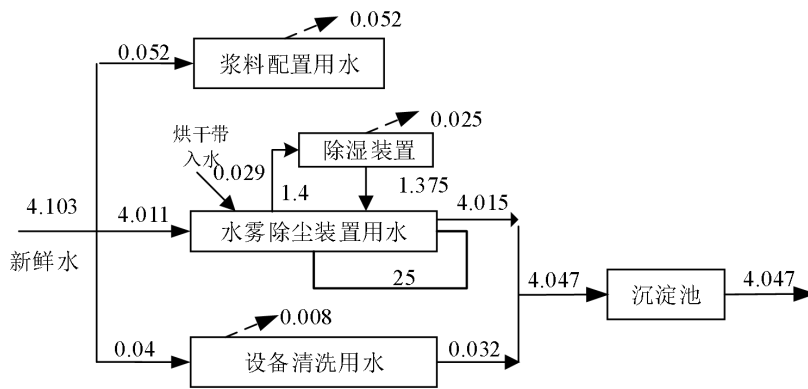 0.052
0.052
浆料配置用水
0.025
烘干带
入水
0.029
除湿装置
1.4
1.375
4.103
新鲜水
4.011
水雾除尘装置用水
4.015
25
4.047
沉淀池
4.047
0.008
0.04
设备清洗用水
0.032